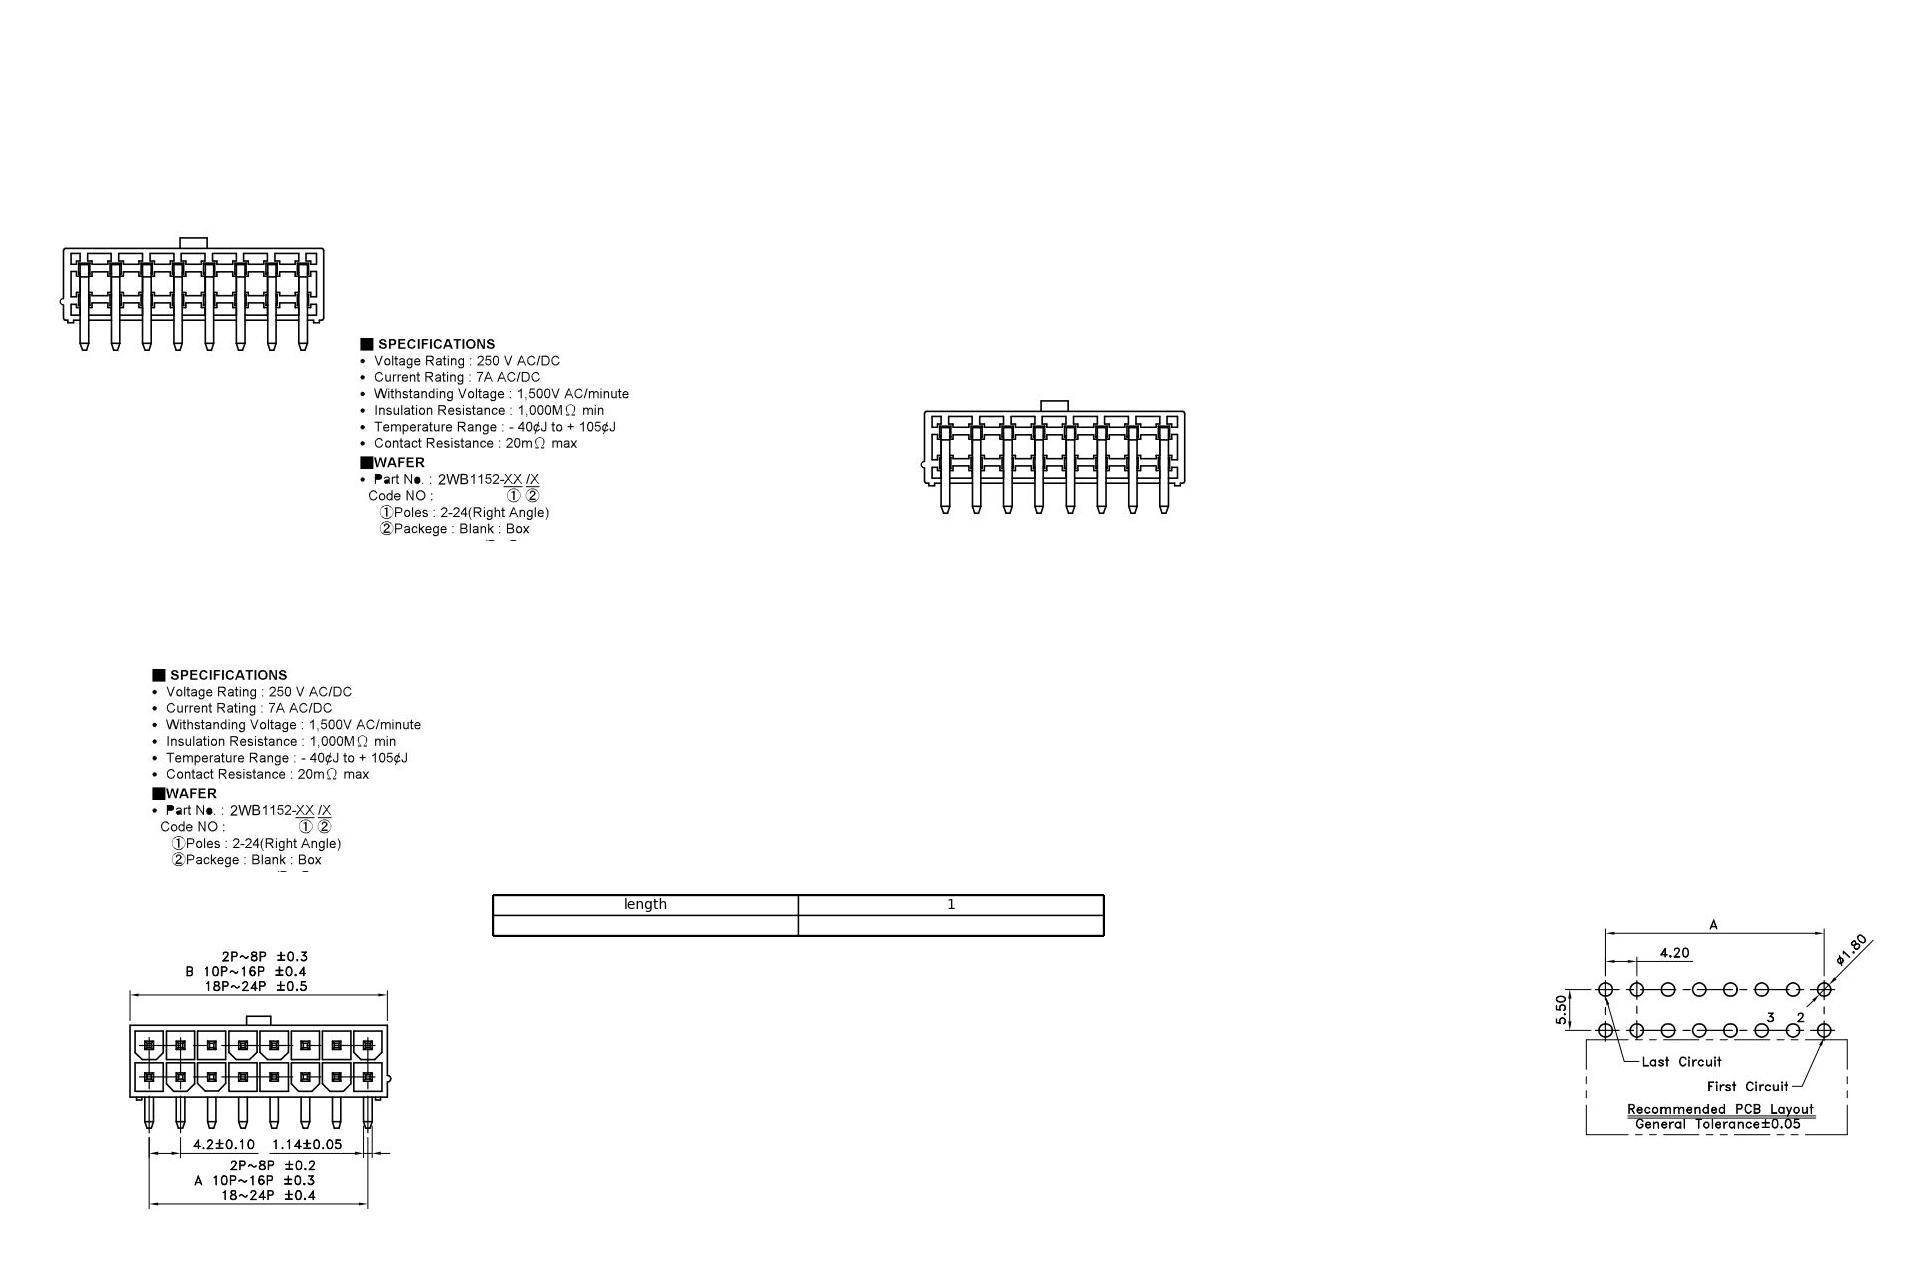 ■ SPECIFICATIONS
• Voltage Rating : 250 V AC/DC
• Current Rating : 7A AC/DC
• Withstanding Voltage : 1,500V AC/minute
• Insulation Resistance : 1,000MΩ min
• Temperature Range : - 40¢J to + 105¢J
• Contact Resistance : 20mΩ max
■WAFER
• Part No. : 2WB1152-XX /X
Code NO : ① ②
①Poles : 2-24(Right Angle)
②Packege : Blank : Box
■ SPECIFICATIONS
• Voltage Rating : 250 V AC/DC
• Current Rating : 7A AC/DC
• Withstanding Voltage : 1,500V AC/minute
• Insulation Resistance : 1,000MΩ min
• Temperature Range : - 40¢J to + 105¢J
• Contact Resistance : 20mΩ max
■WAFER
• Part No. : 2WB1152-XX /X
Code NO : ① ②
①Poles : 2-24(Right Angle)
②Packege : Blank : Box
length 1
2P~8P ±0.3
B 10P~16P ±0.4
18P~24P ±0.5
4.2±0.10 1.14±0.05
2P~8P ±0.2
A 10P~16P ±0.3
18~24P ±0.4
A
4.20
ø1.80
5.50
3 2
Last Circuit
First Circuit
Recommended PCB Layout
General Tolerance±0.05